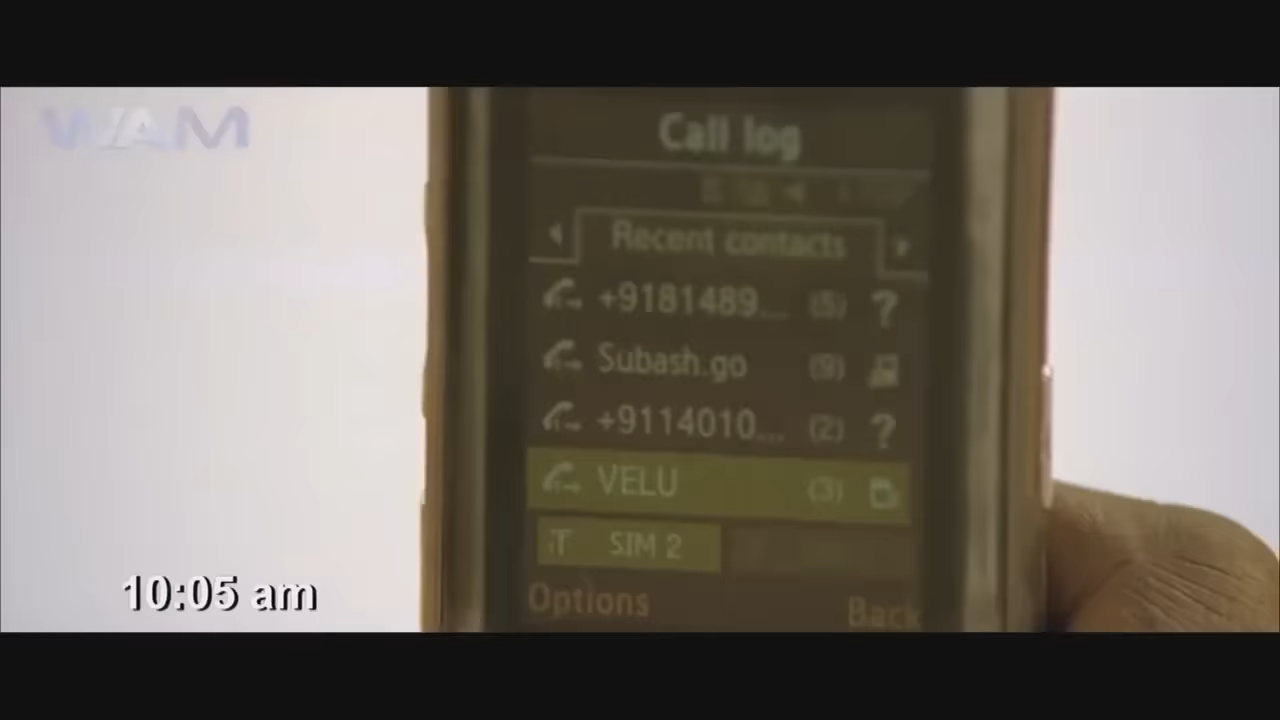 WAM
Call log
Recent contacts
+9181489... (5) ?
Subash.go (9)
+9114010... (2) ?
VELU (3)
SIM 2
Options Back
10:05 am